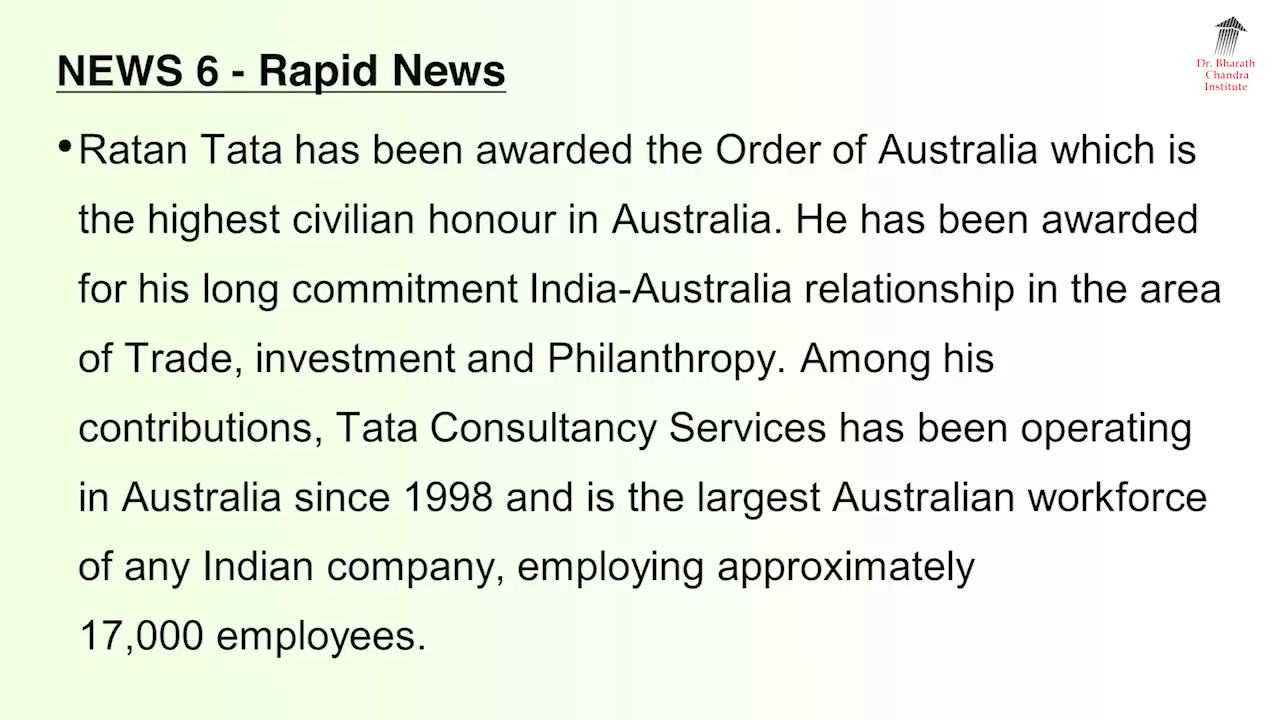 NEWS 6 - Rapid News
Dr. Bharath
Chandra
Institute
•Ratan Tata has been awarded the Order of Australia which is
the highest civilian honour in Australia. He has been awarded
for his long commitment India-Australia relationship in the area
of Trade, investment and Philanthropy. Among his
contributions, Tata Consultancy Services has been operating
in Australia since 1998 and is the largest Australian workforce
of any Indian company, employing approximately
17,000 employees.